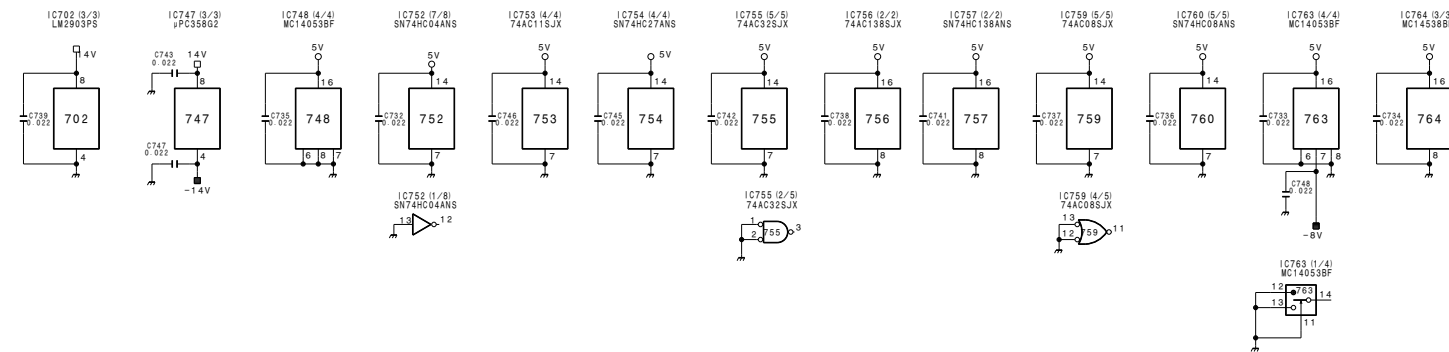 IC702 (3/3)
LM2903PS
14V
8
C739
0.022
702
4
IC747 (3/3)
µPC358G2
C743
0.022
14V
8
747
C747
0.022
4
-14V
IC748 (4/4)
MC14053BF
5V
16
C735
0.022
748
6 8 7
IC752 (7/8)
SN74HC04ANS
5V
14
C732
0.022
752
7
IC752 (1/8)
SN74HC04ANS
13 12
IC753 (4/4)
74AC11SJX
5V
14
C746
0.022
753
7
IC754 (4/4)
SN74HC27ANS
5V
14
C745
0.022
754
7
IC755 (5/5)
74AC32SJX
5V
14
C742
0.022
755
7
IC755 (2/5)
74AC32SJX
1
2
755
3
IC756 (2/2)
74AC138SJX
5V
16
C738
0.022
756
8
IC757 (2/2)
SN74HC138ANS
5V
16
C741
0.022
757
8
IC759 (5/5)
74AC08SJX
5V
14
C737
0.022
759
7
IC759 (4/5)
74AC08SJX
13
12
759
11
IC760 (5/5)
SN74HC08ANS
5V
14
C736
0.022
760
7
IC763 (4/4)
MC14053BF
5V
16
C733
0.022
763
6 7 8
C748
0.022
-8V
IC763 (1/4)
MC14053BF
12
13
763
14
11
IC764 (3/3
MC14538B
5V
16
C734
0.022
764
8